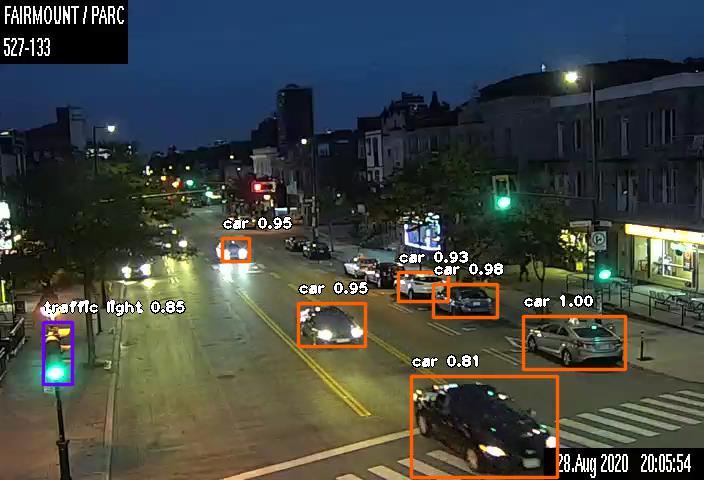 FAIRMOUNT / PARC
527-133
car 0.95
car 0.93
car 0.98
car 0.95
car 1.00
traffic light 0.85
car 0.81
28.Aug 2020 20:05:54